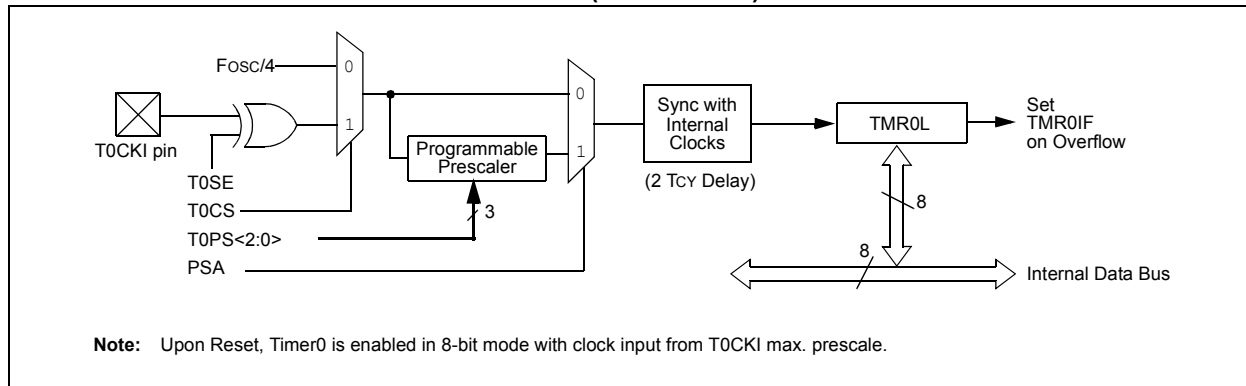 Fosc/4
0
1
T0CKI pin
T0SE
T0CS
T0PS<2:0>
PSA
Programmable
Prescaler
3
0
1
Sync with
Internal
Clocks
(2 TCY Delay)
TMR0L
Set
TMR0IF
on Overflow
8
8
Internal Data Bus
Note: Upon Reset, Timer0 is enabled in 8-bit mode with clock input from T0CKI max. prescale.